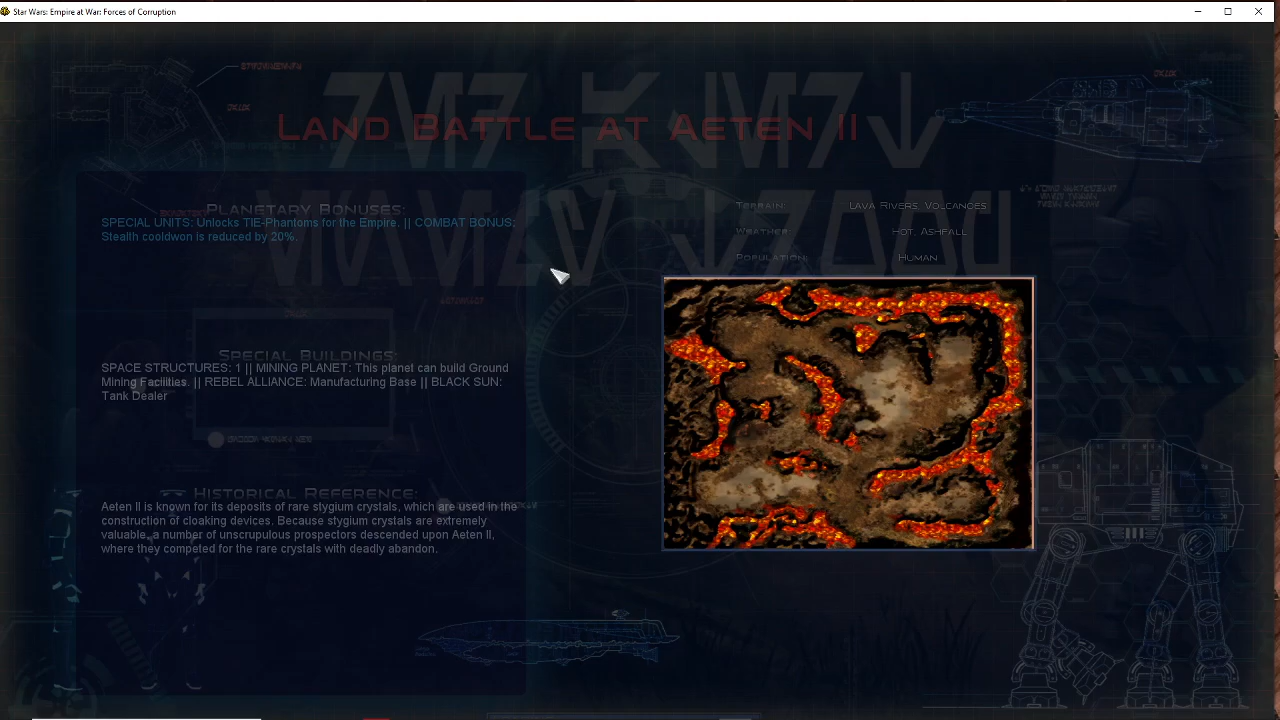 Star Wars: Empire at War: Forces of Corruption
Land Battle at Aeten II
Planetary Bonuses:
SPECIAL UNITS: Unlocks TIE-Phantoms for the Empire. || COMBAT BONUS:
Stealth cooldwon is reduced by 20%.
Terrain: Lava Rivers, Volcanoes
Weather: Hot, Ashfall
Population: Human
Special Buildings:
SPACE STRUCTURES: 1 || MINING PLANET: This planet can build Ground
Mining Facilities. || REBEL ALLIANCE: Manufacturing Base || BLACK SUN:
Tank Dealer
Historical Reference:
Aeten II is known for its deposits of rare stygium crystals, which are used in the
construction of cloaking devices. Because stygium crystals are extremely
valuable, a number of unscrupulous prospectors descended upon Aeten II,
where they competed for the rare crystals with deadly abandon.